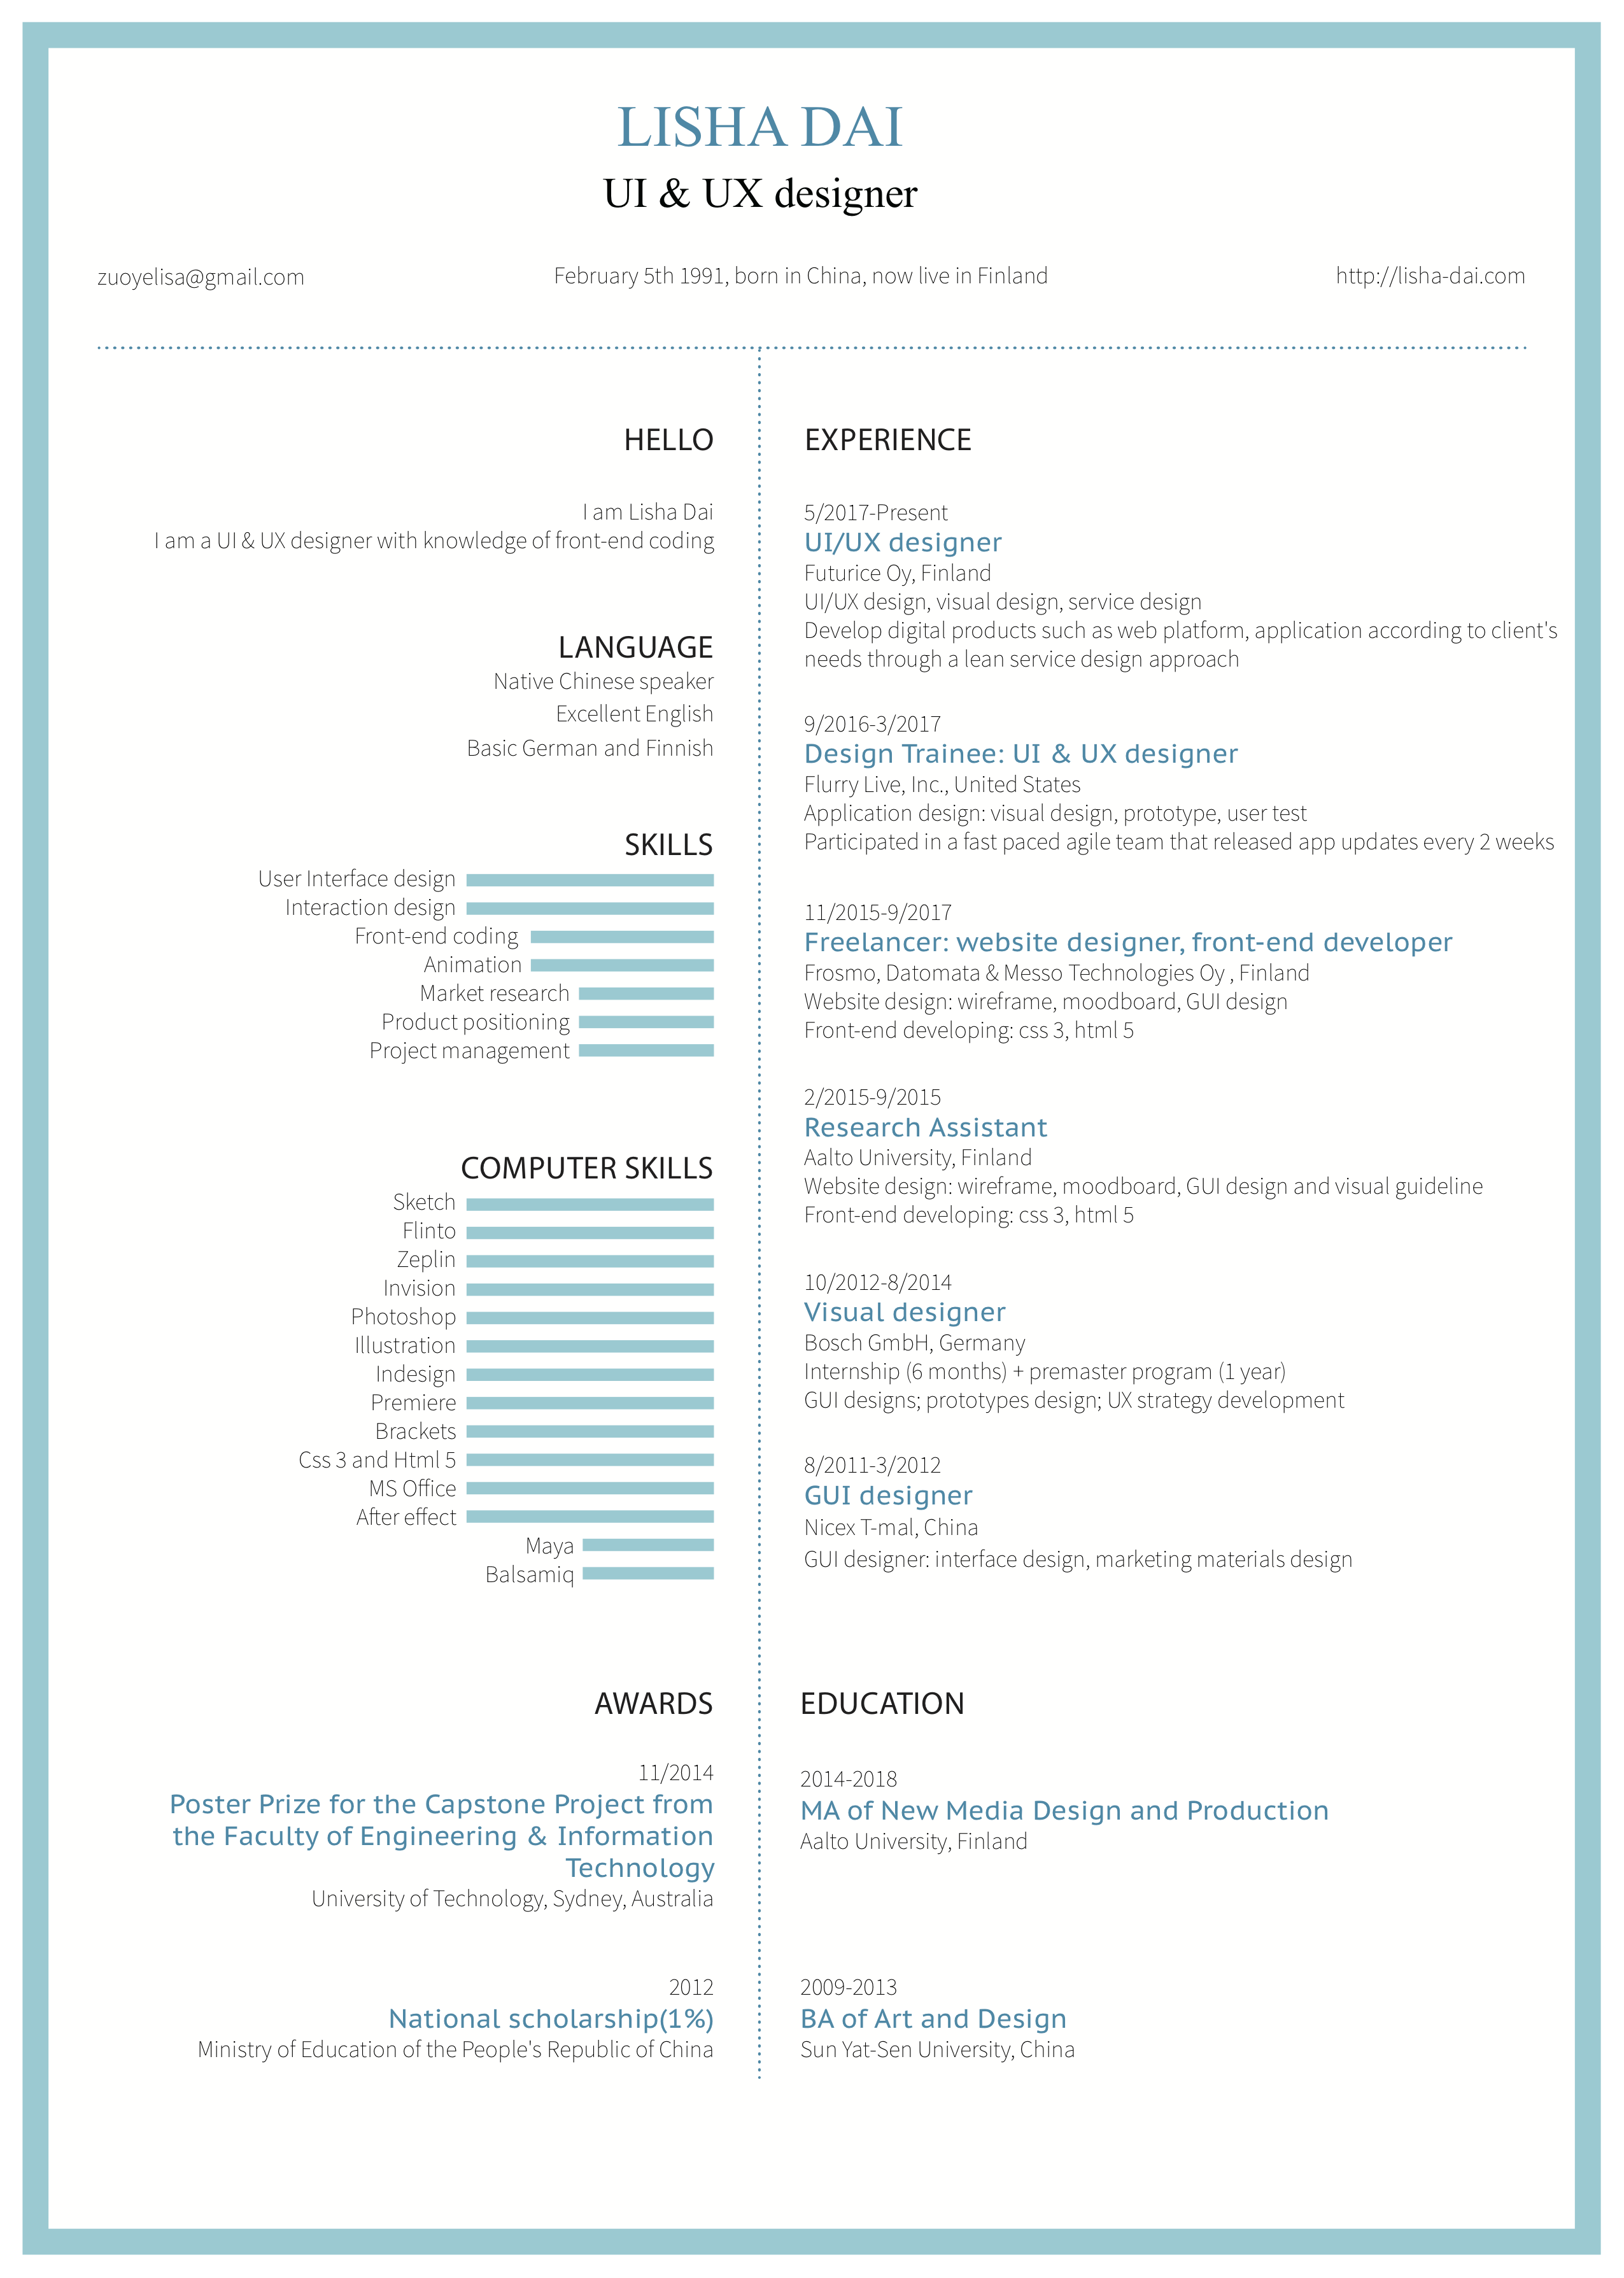 LISHA DAI
UI & UX designer
zuoyelisa@gmail.com
February 5th 1991, born in China, now live in Finland
http://lisha-dai.com
HELLO
I am Lisha Dai
I am a UI & UX designer with knowledge of front-end coding
LANGUAGE
Native Chinese speaker
Excellent English
Basic German and Finnish
SKILLS
User Interface design
Interaction design
Front-end coding
Animation
Market research
Product positioning
Project management
COMPUTER SKILLS
Sketch
Flinto
Zeplin
Invision
Photoshop
Illustration
Indesign
Premiere
Brackets
Css 3 and Html 5
MS Office
After effect
Maya
Balsamiq
AWARDS
11/2014
Poster Prize for the Capstone Project from
the Faculty of Engineering & Information
Technology
University of Technology, Sydney, Australia
2012
National scholarship(1%)
Ministry of Education of the People's Republic of China
EXPERIENCE
5/2017-Present
UI/UX designer
Futurice Oy, Finland
UI/UX design, visual design, service design
Develop digital products such as web platform, application according to client's
needs through a lean service design approach
9/2016-3/2017
Design Trainee: UI & UX designer
Flurry Live, Inc., United States
Application design: visual design, prototype, user test
Participated in a fast paced agile team that released app updates every 2 weeks
11/2015-9/2017
Freelancer: website designer, front-end developer
Frosmo, Datomata & Messo Technologies Oy , Finland
Website design: wireframe, moodboard, GUI design
Front-end developing: css 3, html 5
2/2015-9/2015
Research Assistant
Aalto University, Finland
Website design: wireframe, moodboard, GUI design and visual guideline
Front-end developing: css 3, html 5
10/2012-8/2014
Visual designer
Bosch GmbH, Germany
Internship (6 months) + premaster program (1 year)
GUI designs; prototypes design; UX strategy development
8/2011-3/2012
GUI designer
Nicex T-mal, China
GUI designer: interface design, marketing materials design
EDUCATION
2014-2018
MA of New Media Design and Production
Aalto University, Finland
2009-2013
BA of Art and Design
Sun Yat-Sen University, China